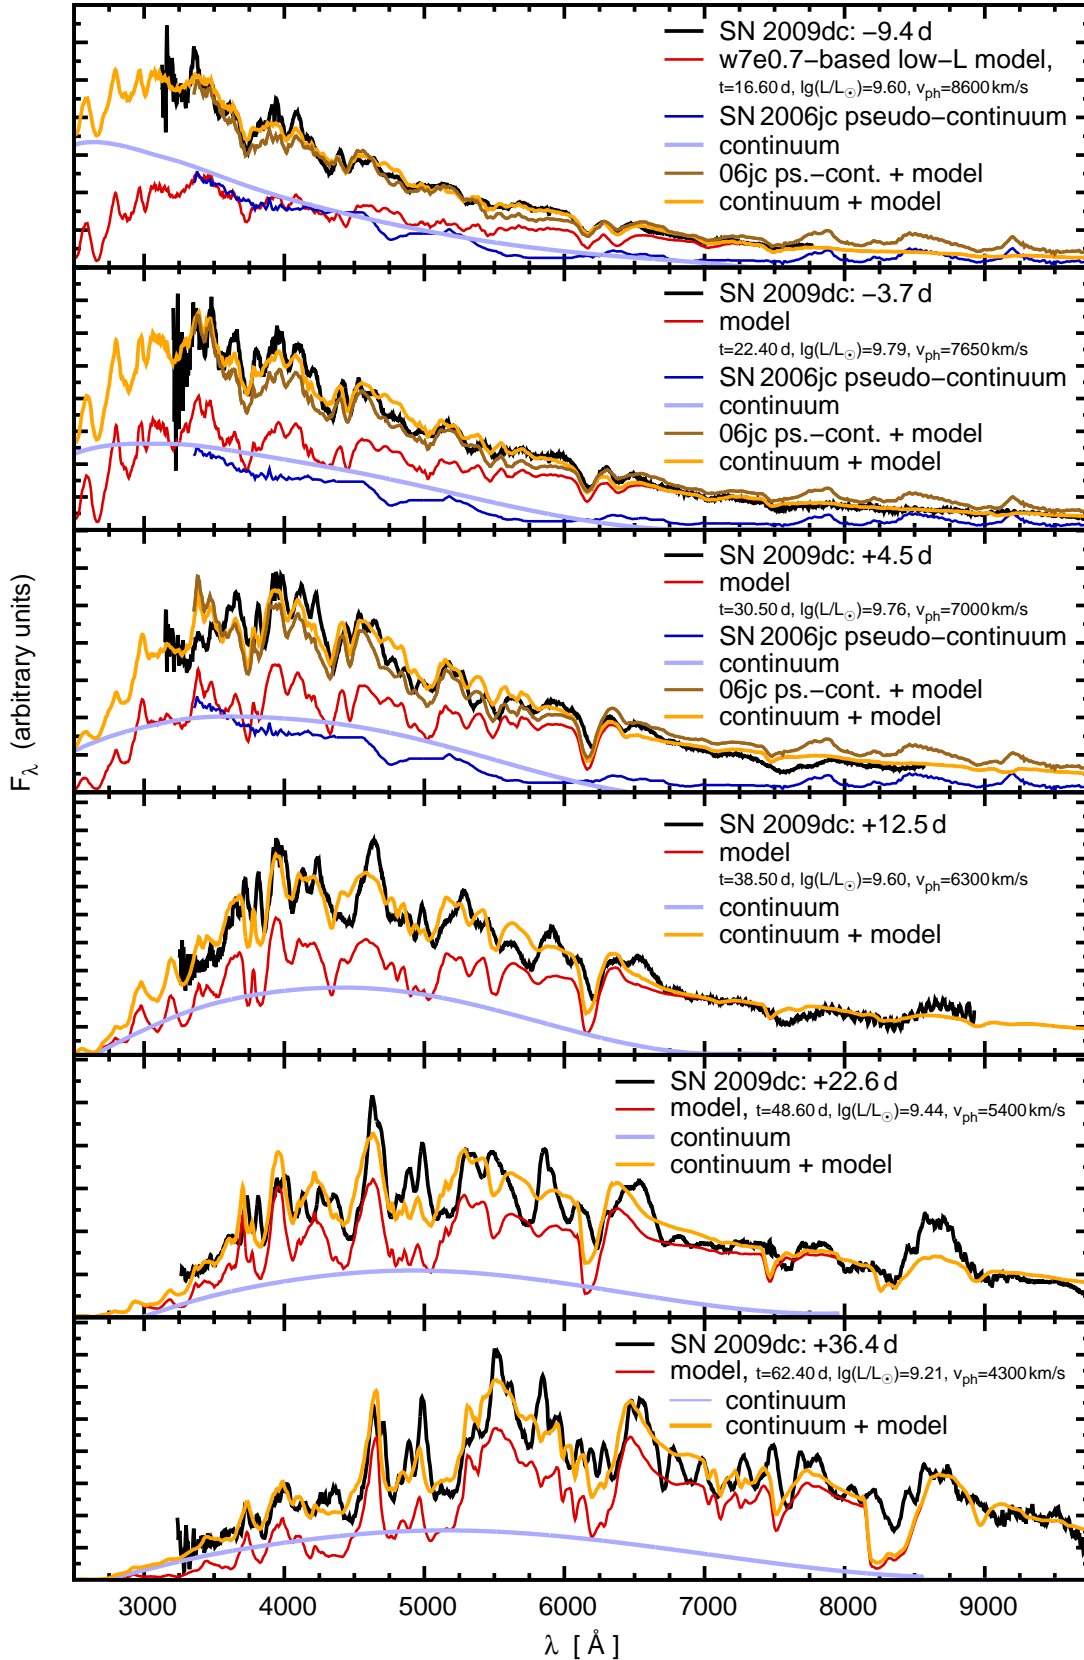 SN 2009dc: −9.4 d
w7e0.7−based low−L model,
t=16.60 d, lg(L/L☉)=9.60, vph=8600 km/s
SN 2006jc pseudo−continuum
continuum
06jc ps.−cont. + model
continuum + model
SN 2009dc: −3.7 d
model
t=22.40 d, lg(L/L☉)=9.79, vph=7650 km/s
SN 2006jc pseudo−continuum
continuum
06jc ps.−cont. + model
continuum + model
SN 2009dc: +4.5 d
model
t=30.50 d, lg(L/L☉)=9.76, vph=7000 km/s
SN 2006jc pseudo−continuum
continuum
06jc ps.−cont. + model
continuum + model
SN 2009dc: +12.5 d
model
t=38.50 d, lg(L/L☉)=9.60, vph=6300 km/s
continuum
continuum + model
SN 2009dc: +22.6 d
model, t=48.60 d, lg(L/L☉)=9.44, vph=5400 km/s
continuum
continuum + model
SN 2009dc: +36.4 d
model, t=62.40 d, lg(L/L☉)=9.21, vph=4300 km/s
continuum
continuum + model
Fλ (arbitrary units)
3000 4000 5000 6000 7000 8000 9000
λ [ Å ]